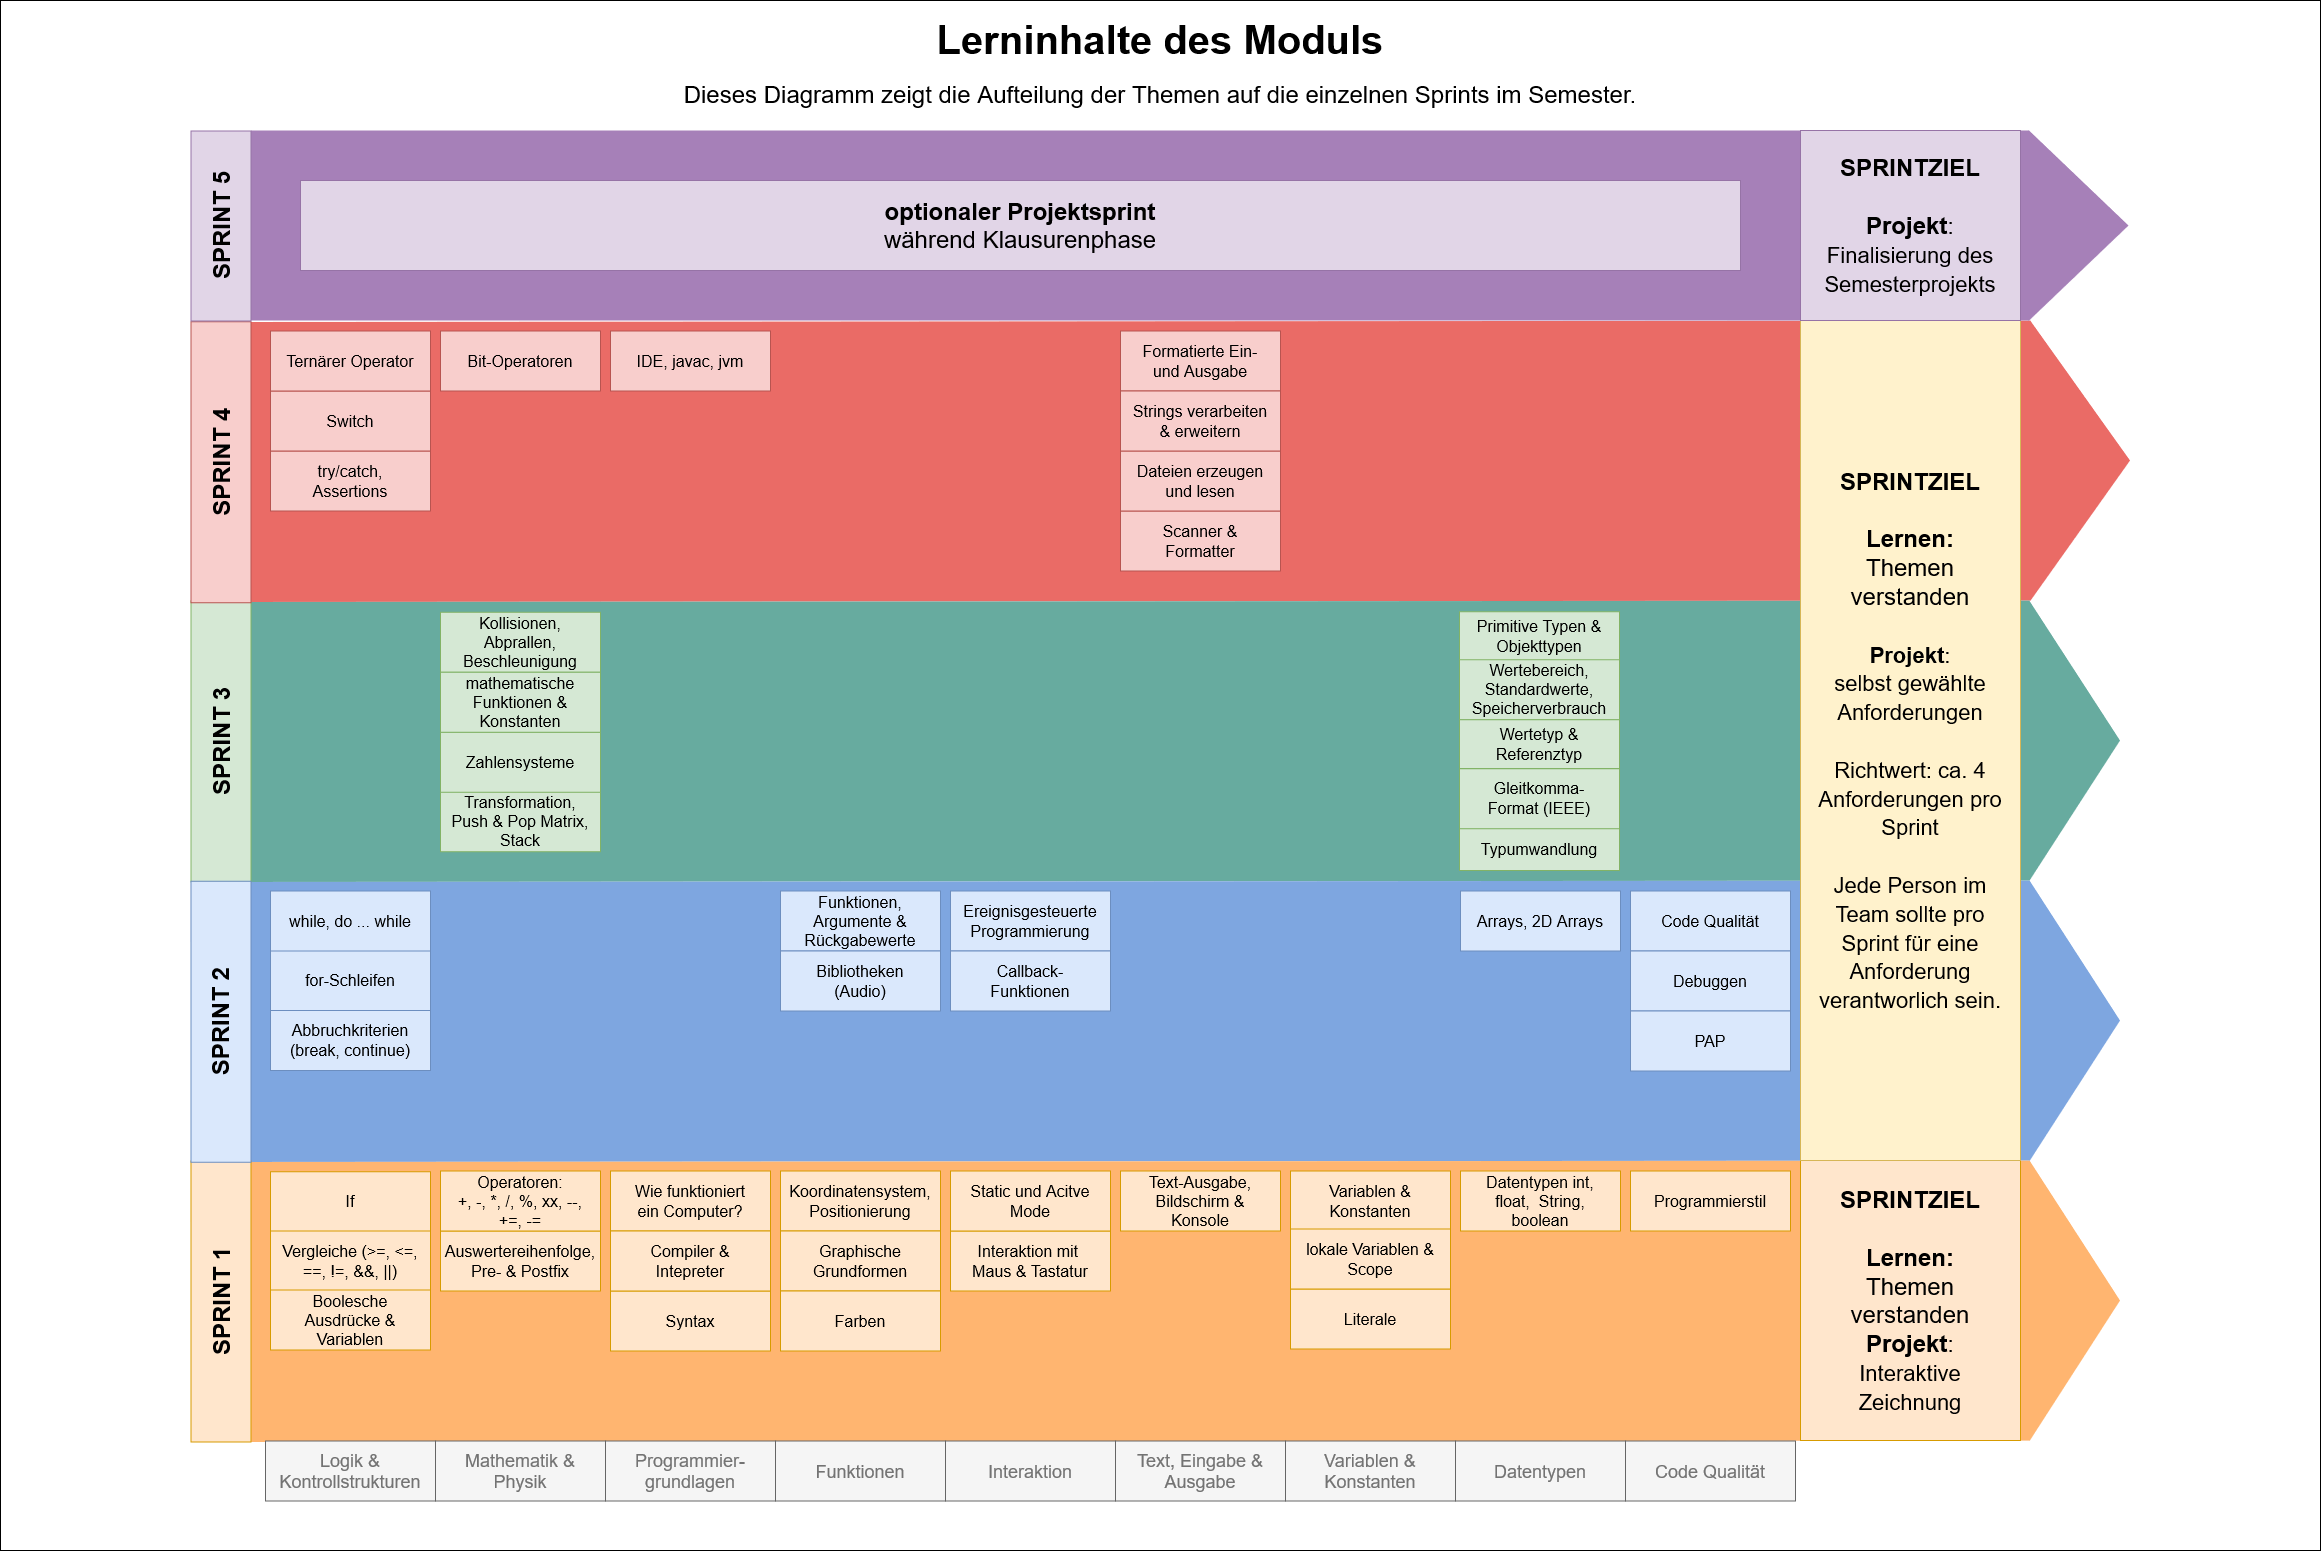 Lerninhalte des Moduls
Dieses Diagramm zeigt die Aufteilung der Themen auf die einzelnen Sprints im Semester.
SPRINT 5
optionaler Projektsprint
während Klausurenphase
SPRINTZIEL
Projekt:
Finalisierung des
Semesterprojekts
SPRINT 4
Ternärer Operator
Switch
try/catch,
Assertions
Bit-Operatoren
IDE, javac, jvm
Formatierte Ein-
und Ausgabe
Strings verarbeiten
& erweitern
Dateien erzeugen
und lesen
Scanner &
Formatter
SPRINTZIEL
Lernen:
Themen
verstanden
Projekt:
selbst gewählte
Anforderungen
Richtwert: ca. 4
Anforderungen pro
Sprint
Jede Person im
Team sollte pro
Sprint für eine
Anforderung
verantworlich sein.
SPRINT 3
Kollisionen,
Abprallen,
Beschleunigung
mathematische
Funktionen &
Konstanten
Zahlensysteme
Transformation,
Push & Pop Matrix,
Stack
Primitive Typen &
Objekttypen
Wertebereich,
Standardwerte,
Speicherverbrauch
Wertetyp &
Referenztyp
Gleitkomma-
Format (IEEE)
Typumwandlung
SPRINT 2
while, do ... while
for-Schleifen
Abbruchkriterien
(break, continue)
Funktionen,
Argumente &
Rückgabewerte
Bibliotheken
(Audio)
Ereignisgesteuerte
Programmierung
Callback-
Funktionen
Arrays, 2D Arrays
Code Qualität
Debuggen
PAP
SPRINT 1
If
Vergleiche (>=, <=,
==, !=, &&, ||)
Boolesche
Ausdrücke &
Variablen
Operatoren:
+, -, *, /, %, xx, --,
+=, -=
Auswertereihenfolge,
Pre- & Postfix
Wie funktioniert
ein Computer?
Compiler &
Intepreter
Syntax
Koordinatensystem,
Positionierung
Graphische
Grundformen
Farben
Static und Acitve
Mode
Interaktion mit
Maus & Tastatur
Text-Ausgabe,
Bildschirm &
Konsole
Variablen &
Konstanten
lokale Variablen &
Scope
Literale
Datentypen int,
float, String,
boolean
Programmierstil
SPRINTZIEL
Lernen:
Themen
verstanden
Projekt:
Interaktive
Zeichnung
Logik &
Kontrollstrukturen
Mathematik &
Physik
Programmier-
grundlagen
Funktionen
Interaktion
Text, Eingabe &
Ausgabe
Variablen &
Konstanten
Datentypen
Code Qualität